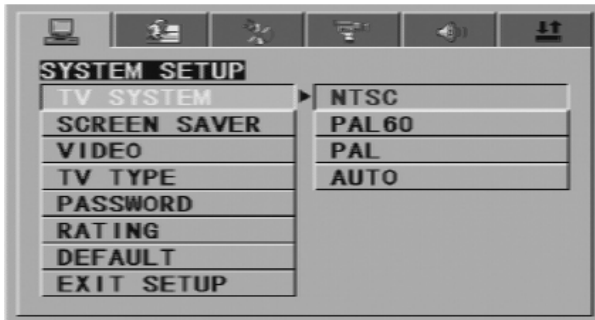 SYSTEM SETUP
TV SYSTEM
NTSC
SCREEN SAVER
PAL60
VIDEO
PAL
TV TYPE
AUTO
PASSWORD
RATING
DEFAULT
EXIT SETUP